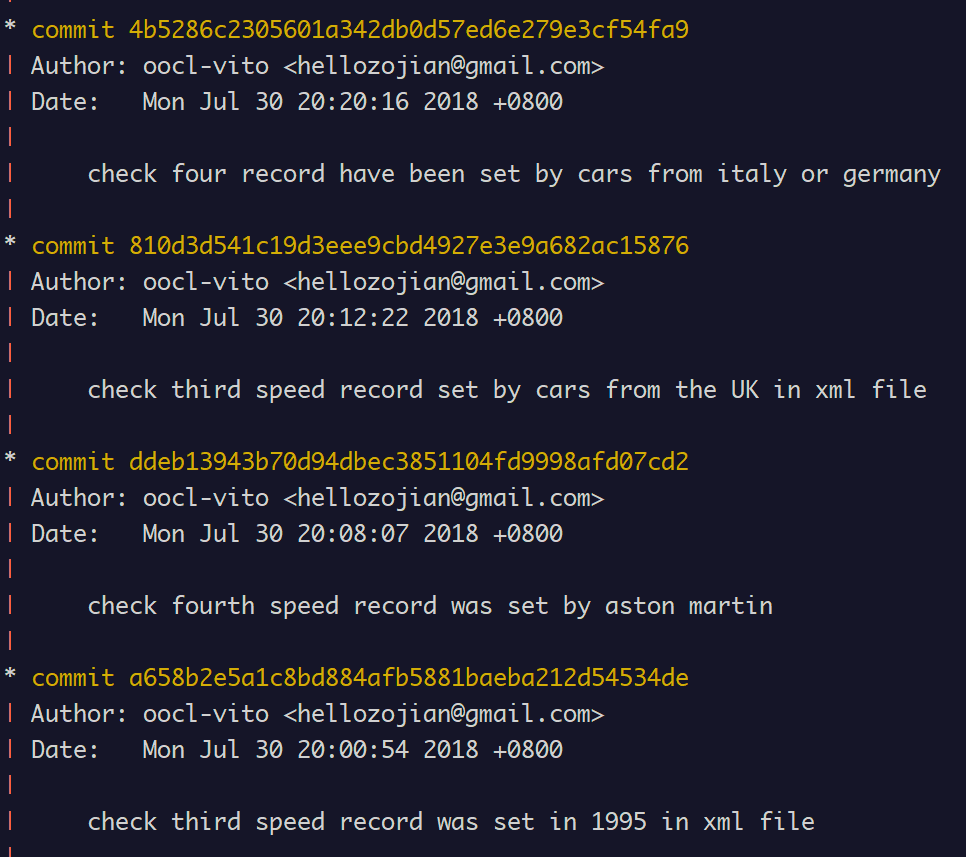 * commit 4b5286c2305601a342db0d57ed6e279e3cf54fa9
| Author: oocl-vito <hellozojian@gmail.com>
| Date:   Mon Jul 30 20:20:16 2018 +0800
|
|     check four record have been set by cars from italy or germany
|
* commit 810d3d541c19d3eee9cbd4927e3e9a682ac15876
| Author: oocl-vito <hellozojian@gmail.com>
| Date:   Mon Jul 30 20:12:22 2018 +0800
|
|     check third speed record set by cars from the UK in xml file
|
* commit ddeb13943b70d94dbec3851104fd9998afd07cd2
| Author: oocl-vito <hellozojian@gmail.com>
| Date:   Mon Jul 30 20:08:07 2018 +0800
|
|     check fourth speed record was set by aston martin
|
* commit a658b2e5a1c8bd884afb5881baeba212d54534de
| Author: oocl-vito <hellozojian@gmail.com>
| Date:   Mon Jul 30 20:00:54 2018 +0800
|
|     check third speed record was set in 1995 in xml file
|